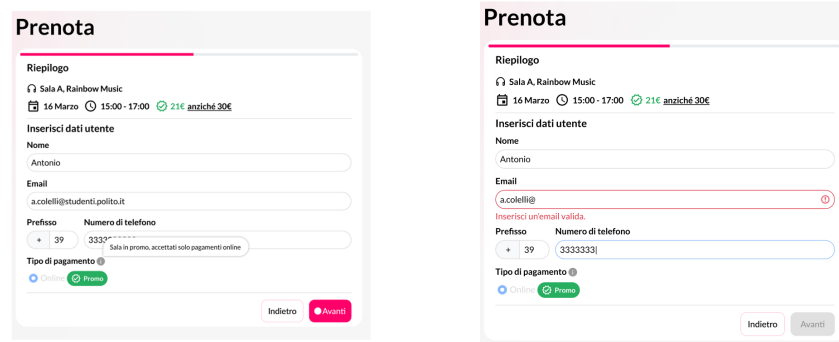 Prenota
Riepilogo
Sala A, Rainbow Music
16 Marzo 15:00 - 17:00 21€ anziché 30€
Inserisci dati utente
Nome
Antonio
Email
a.colelli@studenti.polito.it
Prefisso Numero di telefono
+ 39
Sala in promo, accettati solo pagamenti online
Tipo di pagamento
Online Promo
Indietro Avanti
Prenota
Riepilogo
Sala A, Rainbow Music
16 Marzo 15:00 - 17:00 21€ anziché 30€
Inserisci dati utente
Nome
Antonio
Email
a.colelli@
Inserisci un'email valida.
Prefisso Numero di telefono
+ 39 3333333
Tipo di pagamento
Online Promo
Indietro Avanti